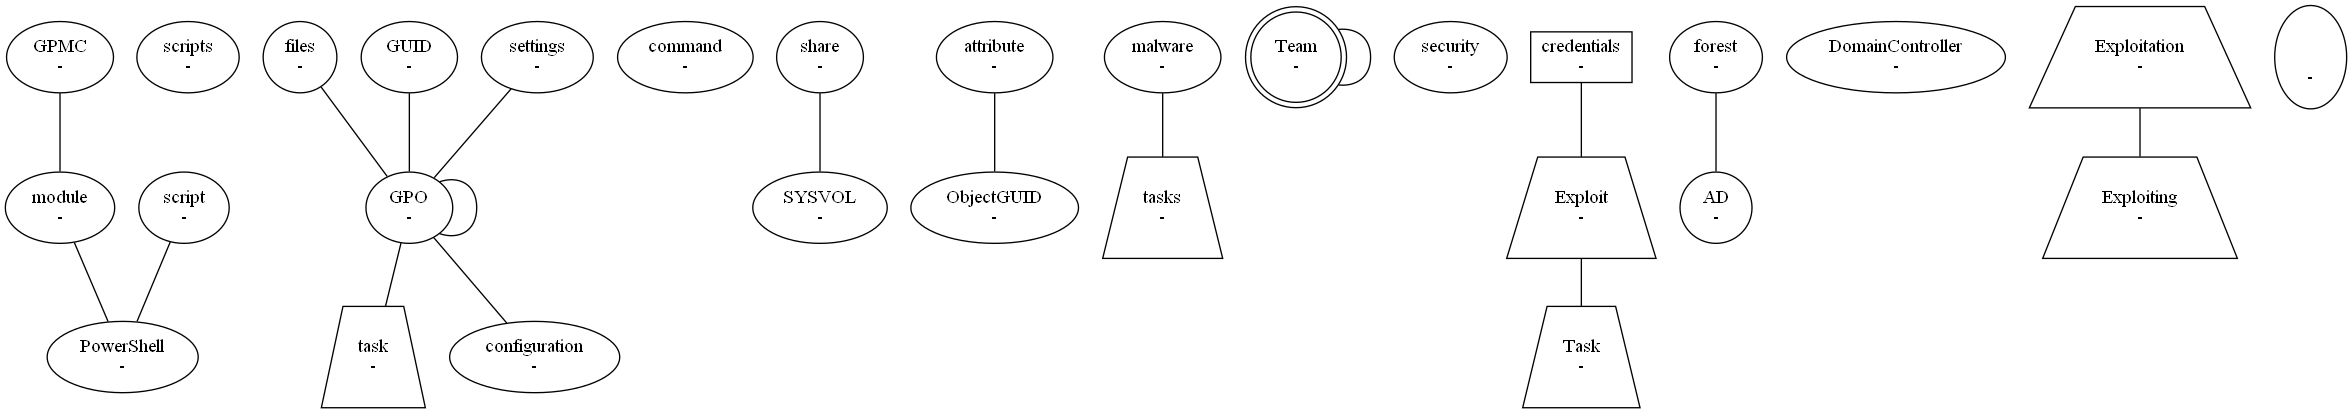 GPMC
-
scripts
-
files
-
GUID
-
settings
-
command
-
share
-
attribute
-
malware
-
Team
-
security
-
credentials
-
forest
-
DomainController
-
Exploitation
-
-
module
-
script
-
GPO
-
SYSVOL
-
ObjectGUID
-
tasks
-
Exploit
-
AD
-
Exploiting
-
PowerShell
-
task
-
configuration
-
Task
-